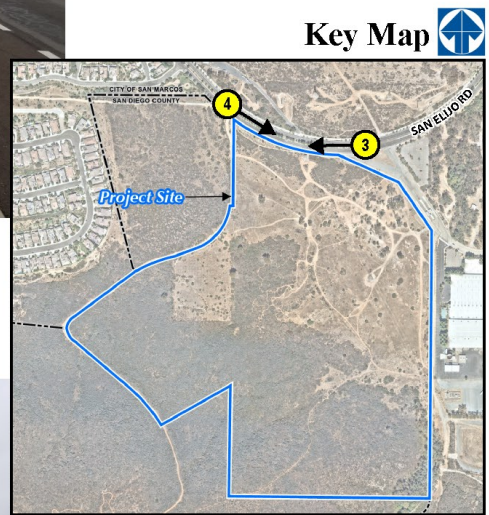 Key Map
CITY OF SAN MARCOS
SAN DIEGO COUNTY
4
3
SAN ELIJO RD
Project Site